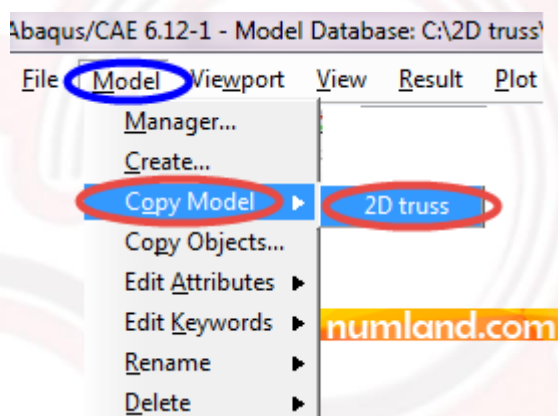 Abaqus/CAE 6.12-1 - Model Database: C:\2D truss\
File Model Viewport View Result Plot
Manager...
Create...
Copy Model 2D truss
Copy Objects...
Edit Attributes
Edit Keywords
numland.com
Rename
Delete